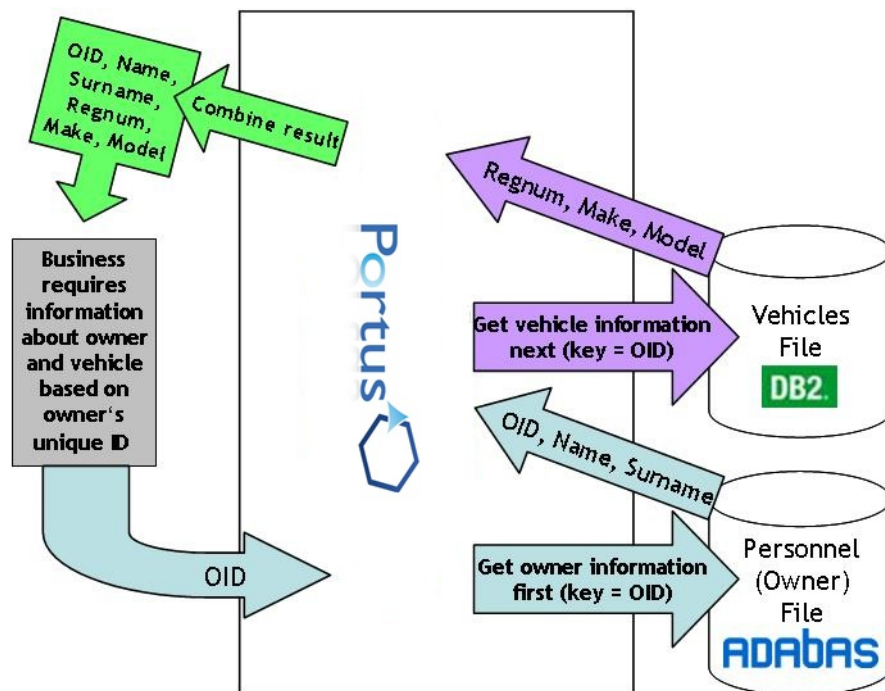 OID, Name,
Surname,
Regnum,
Make, Model
Combine result
Regnum, Make, Model
Business
requires
information
about owner
and vehicle
based on
owner's
unique ID
Portus
Get vehicle information
next (key = OID)
Vehicles
File
DB2.
OID, Name, Surname
OID
Get owner information
first (key = OID)
Personnel
(Owner)
File
ADABAS